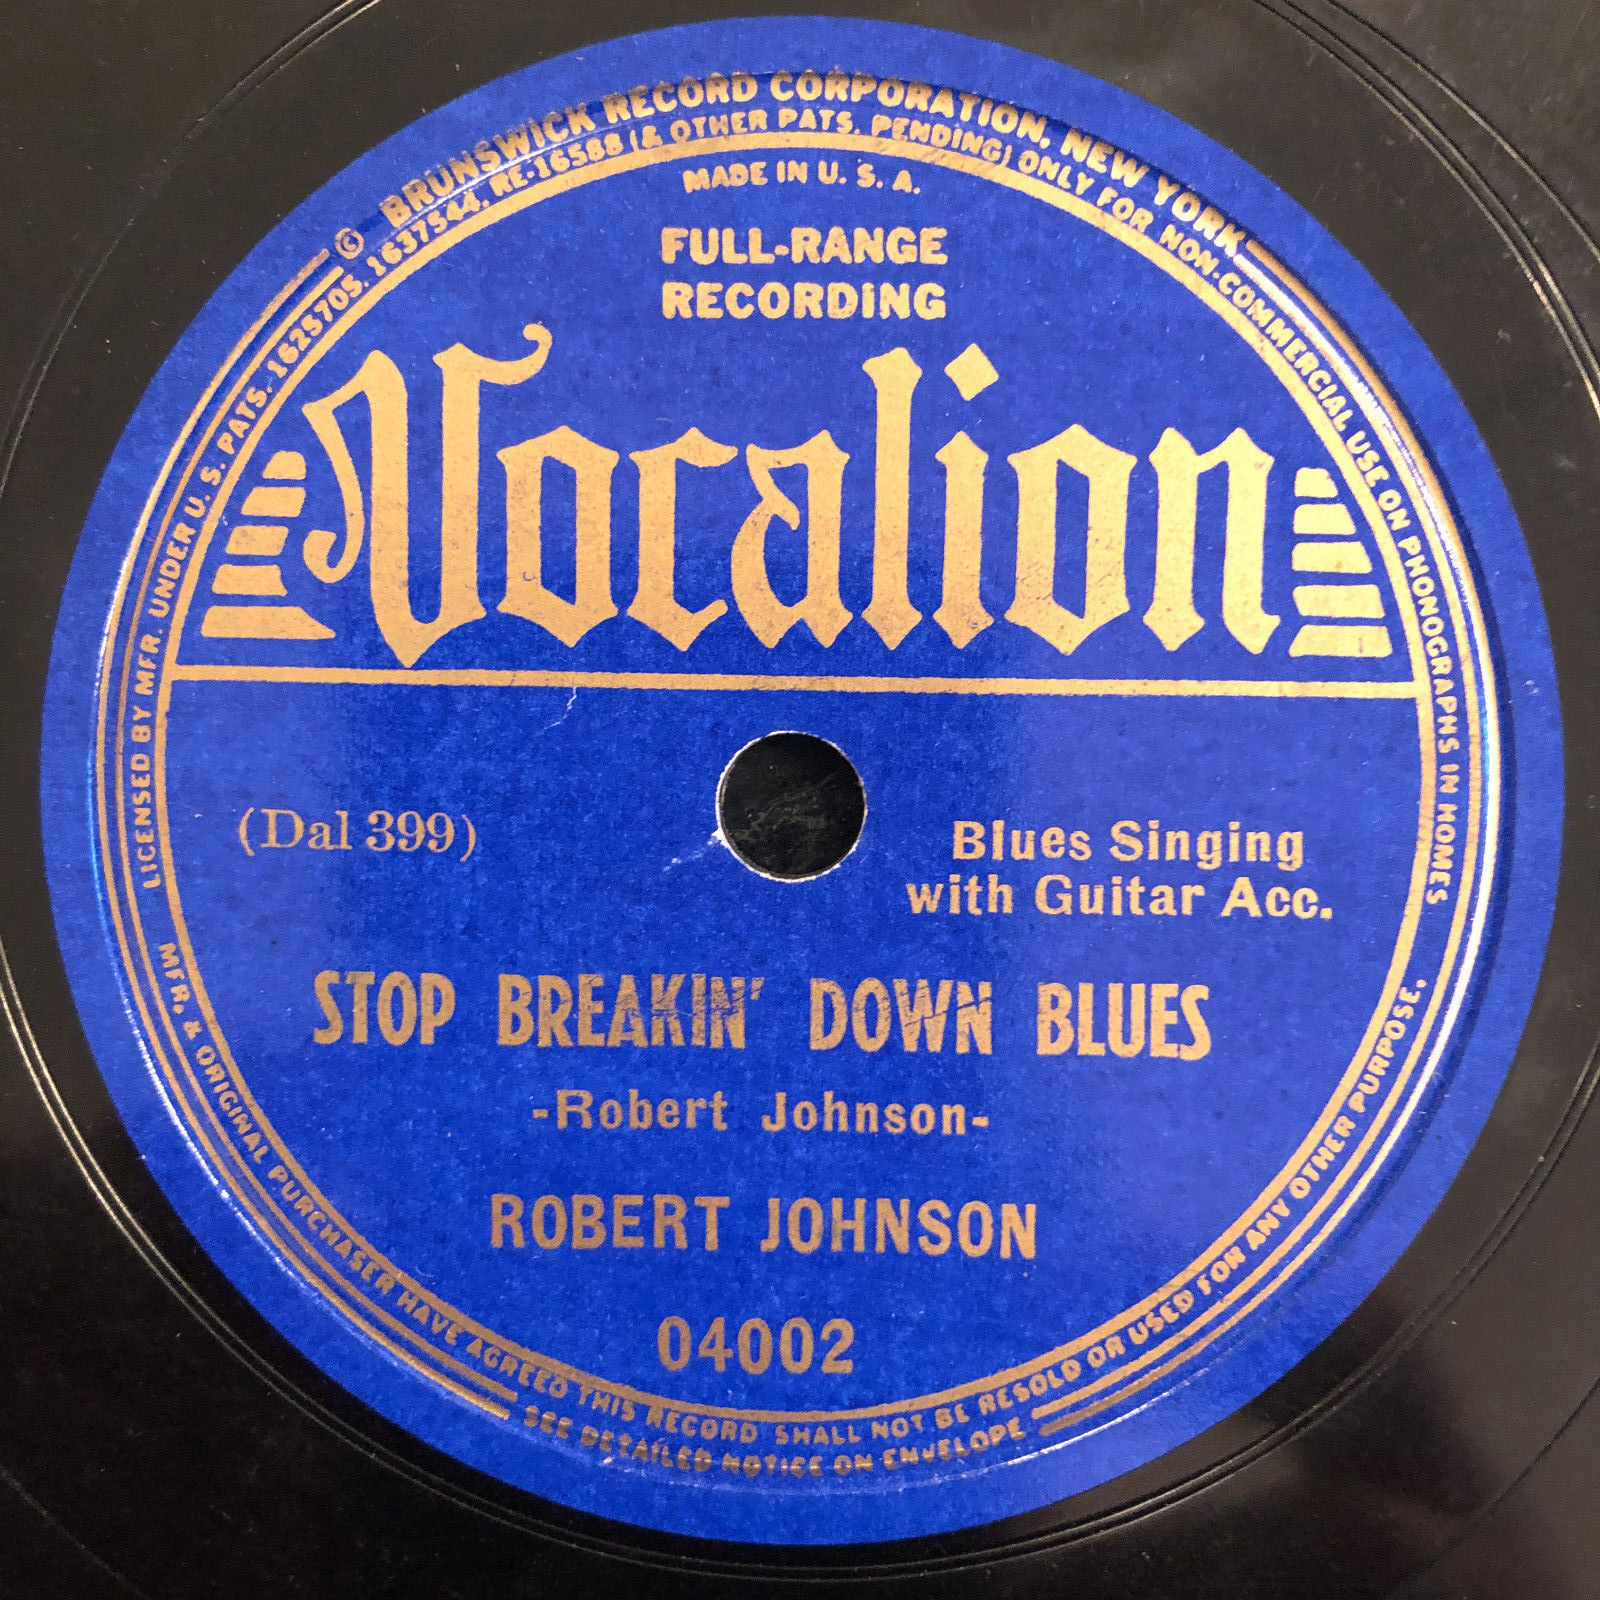 © BRUNSWICK RECORD CORPORATION, NEW YORK
LICENSED BY MFR. UNDER U. S. PATS. 1625705, 1637544, RE-16588 (& OTHER PATS. PENDING) ONLY FOR NON-COMMERCIAL USE ON PHONOGRAPHS IN HOMES
MADE IN U. S. A.
FULL-RANGE
RECORDING
Vocalion
(Dal 399)
Blues Singing
with Guitar Acc.
STOP BREAKIN' DOWN BLUES
-Robert Johnson-
ROBERT JOHNSON
04002
MFR. & ORIGINAL PURCHASER HAVE AGREED THIS RECORD SHALL NOT BE RESOLD OR USED FOR ANY OTHER PURPOSE.
SEE DETAILED NOTICE ON ENVELOPE